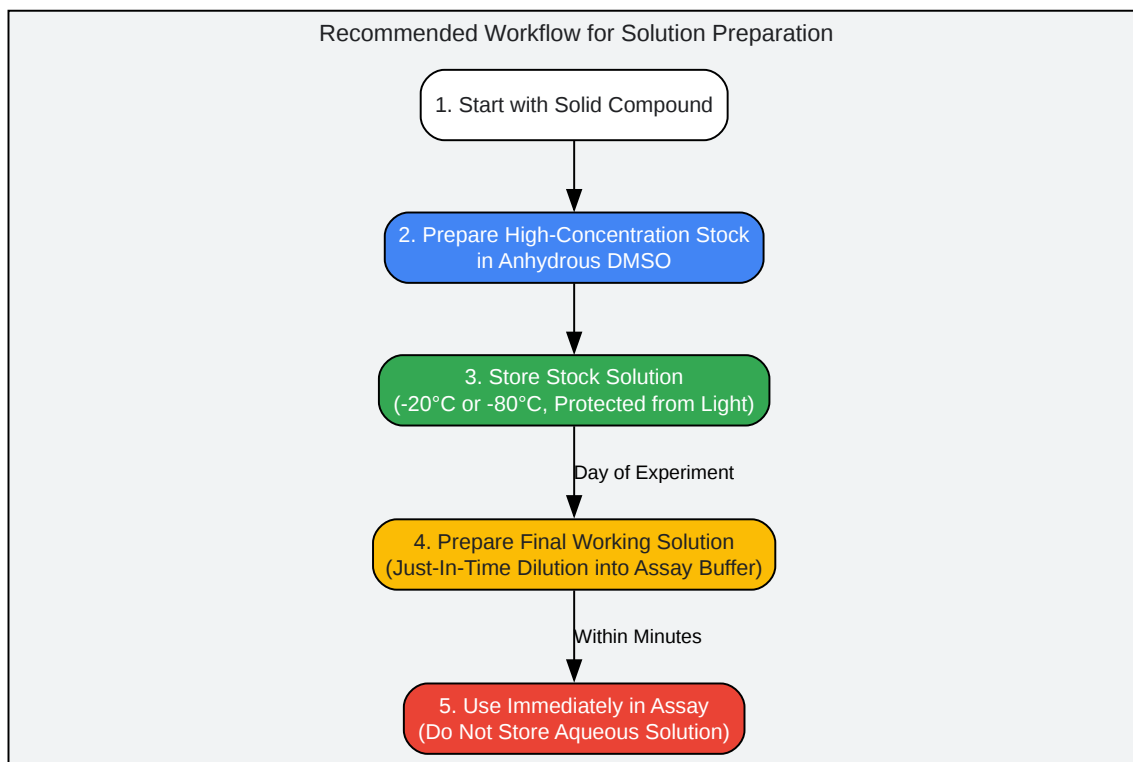 Recommended Workflow for Solution Preparation
1. Start with Solid Compound
2. Prepare High-Concentration Stock
in Anhydrous DMSO
3. Store Stock Solution
(-20°C or -80°C, Protected from Light)
Day of Experiment
4. Prepare Final Working Solution
(Just-In-Time Dilution into Assay Buffer)
Within Minutes
5. Use Immediately in Assay
(Do Not Store Aqueous Solution)